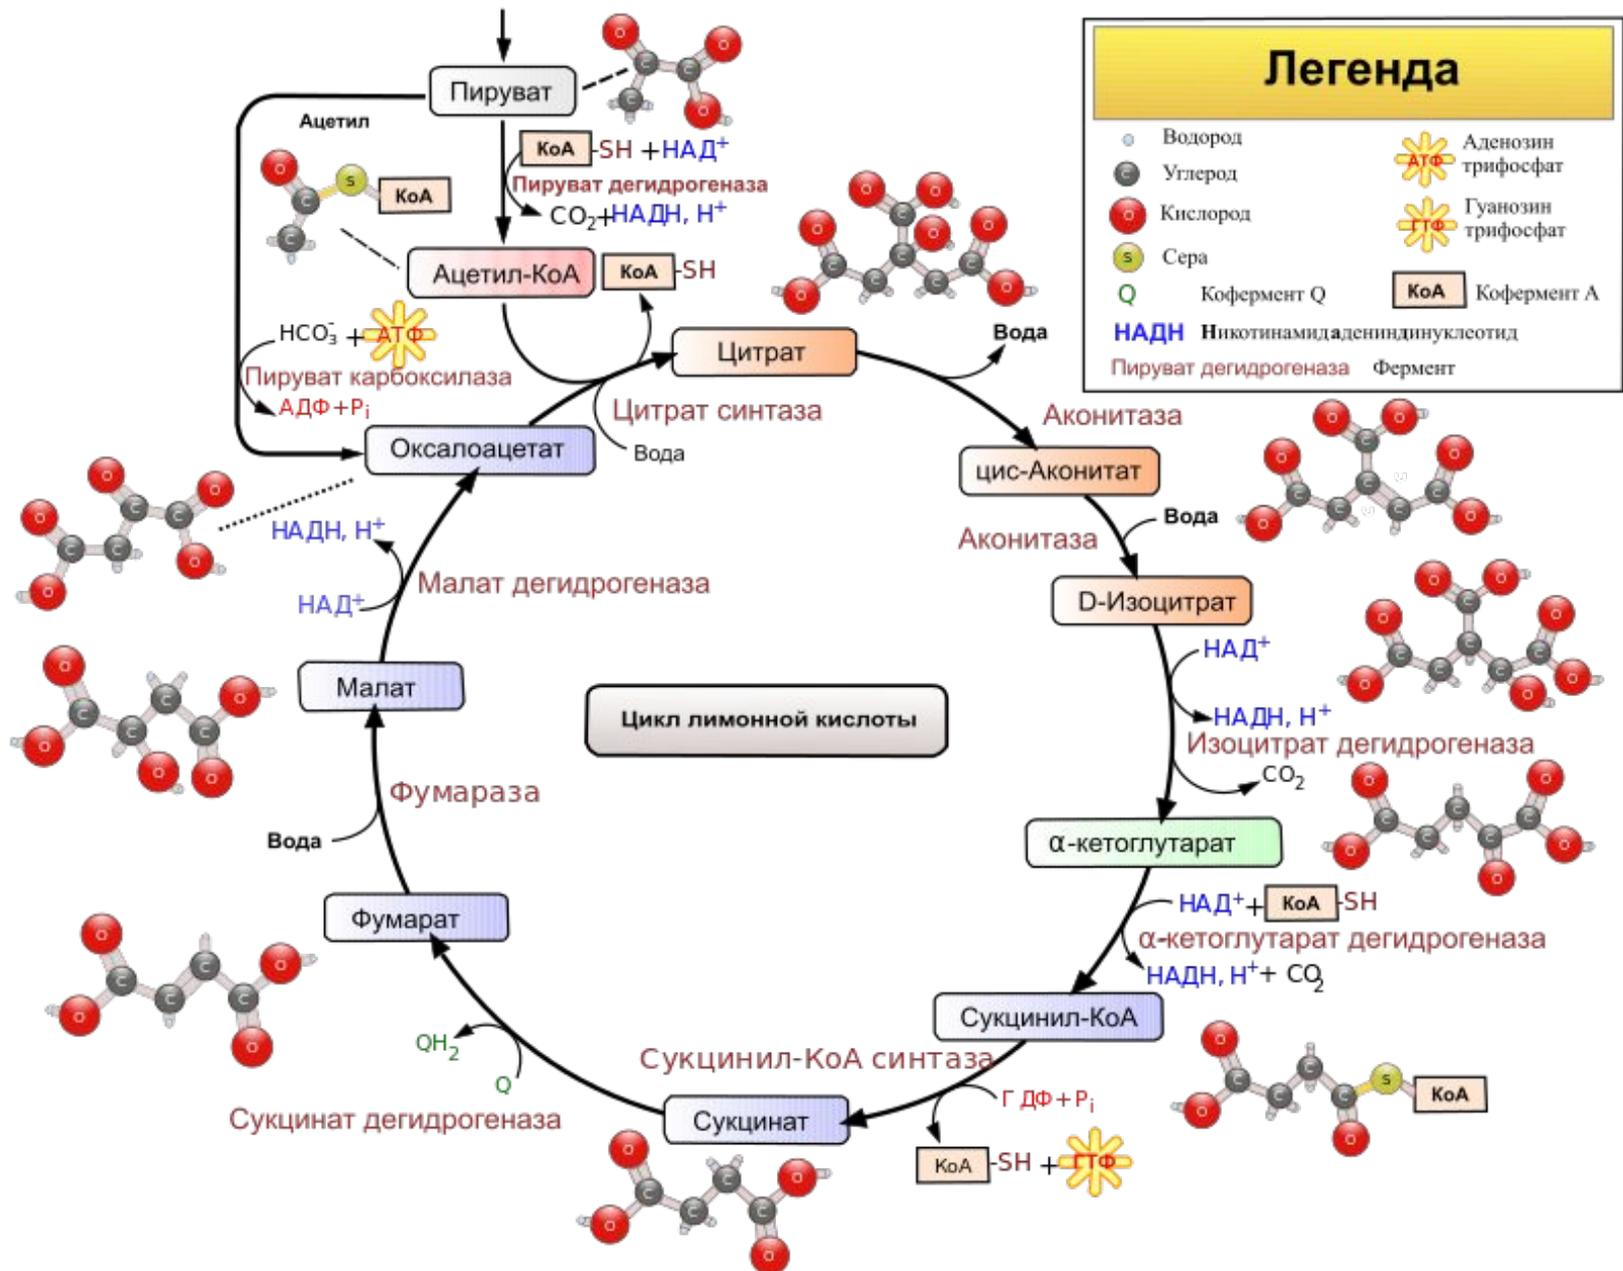 Легенда
Водород
Углерод
Кислород
Сера
Q Кофермент Q
НАДН Никотинамидадениндинуклеотид
Пируват дегидрогеназа Фермент
АТФ Аденозин
трифосфат
ГТФ Гуанозин
трифосфат
КоА Кофермент А
Пируват
Ацетил
КоА
КоА-SH + НАД⁺
Пируват дегидрогеназа
CO₂+НАДН, Н⁺
Ацетил-КоА
КоА-SH
HCO₃⁻ + АТФ
Пируват карбоксилаза
АДФ+Pᵢ
Цитрат
Вода
Цитрат синтаза
Вода
Оксалоацетат
Аконитаза
цис-Аконитат
Вода
Аконитаза
D-Изоцитрат
НАД⁺
НАДН, Н⁺
Изоцитрат дегидрогеназа
CO₂
α-кетоглутарат
НАД⁺+КоА-SH
α-кетоглутарат дегидрогеназа
НАДН, Н⁺+ CO₂
Сукцинил-КоА
КоА
Сукцинил-КоА синтаза
ГДФ+Pᵢ
КоА-SH + ГТФ
Сукцинат
QH₂
Q
Сукцинат дегидрогеназа
Фумарат
Вода
Фумараза
Малат
НАДН, Н⁺
НАД⁺
Малат дегидрогеназа
Цикл лимонной кислоты